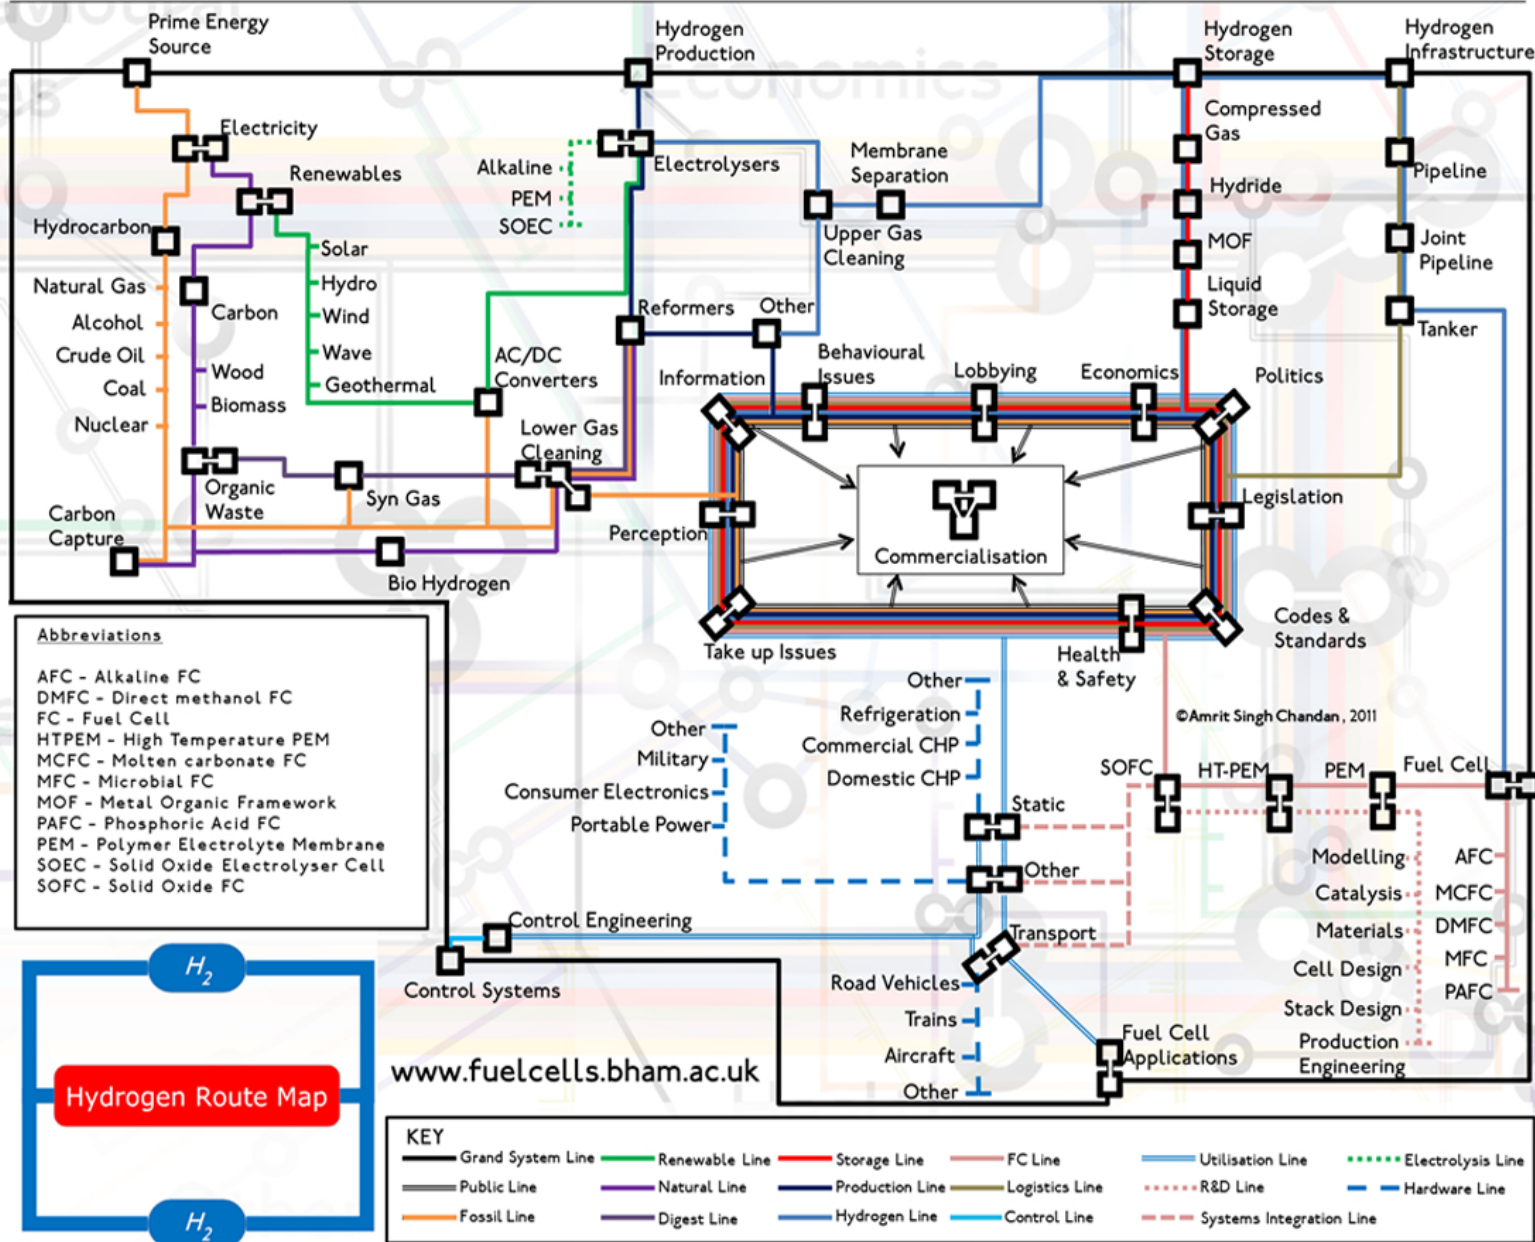 Prime Energy
Source
Hydrogen
Production
Hydrogen
Storage
Hydrogen
Infrastructure
Economics
Electricity
Renewables
Hydrocarbon
Natural Gas
Alcohol
Crude Oil
Coal
Nuclear
Carbon
Wood
Biomass
Solar
Hydro
Wind
Wave
Geothermal
Organic
Waste
Carbon
Capture
Syn Gas
Bio Hydrogen
AC/DC
Converters
Lower Gas
Cleaning
Alkaline
PEM
SOEC
Electrolysers
Membrane
Separation
Upper Gas
Cleaning
Reformers
Other
Compressed
Gas
Hydride
MOF
Liquid
Storage
Pipeline
Joint
Pipeline
Tanker
Information
Behavioural
Issues
Lobbying
Economics
Politics
Perception
Commercialisation
Legislation
Take up Issues
Health
& Safety
Codes &
Standards
©Amrit Singh Chandan, 2011
Abbreviations
AFC - Alkaline FC
DMFC - Direct methanol FC
FC - Fuel Cell
HTPEM - High Temperature PEM
MCFC - Molten carbonate FC
MFC - Microbial FC
MOF - Metal Organic Framework
PAFC - Phosphoric Acid FC
PEM - Polymer Electrolyte Membrane
SOEC - Solid Oxide Electrolyser Cell
SOFC - Solid Oxide FC
Other
Refrigeration
Commercial CHP
Domestic CHP
Other
Military
Consumer Electronics
Portable Power
Static
Other
Transport
Control Engineering
Control Systems
Road Vehicles
Trains
Aircraft
Other
Fuel Cell
Applications
SOFC
HT-PEM
PEM
Fuel Cell
Modelling
Catalysis
Materials
Cell Design
Stack Design
Production
Engineering
AFC
MCFC
DMFC
MFC
PAFC
H2
Hydrogen Route Map
H2
www.fuelcells.bham.ac.uk
KEY
Grand System Line
Renewable Line
Storage Line
FC Line
Utilisation Line
Electrolysis Line
Public Line
Natural Line
Production Line
Logistics Line
R&D Line
Hardware Line
Fossil Line
Digest Line
Hydrogen Line
Control Line
Systems Integration Line